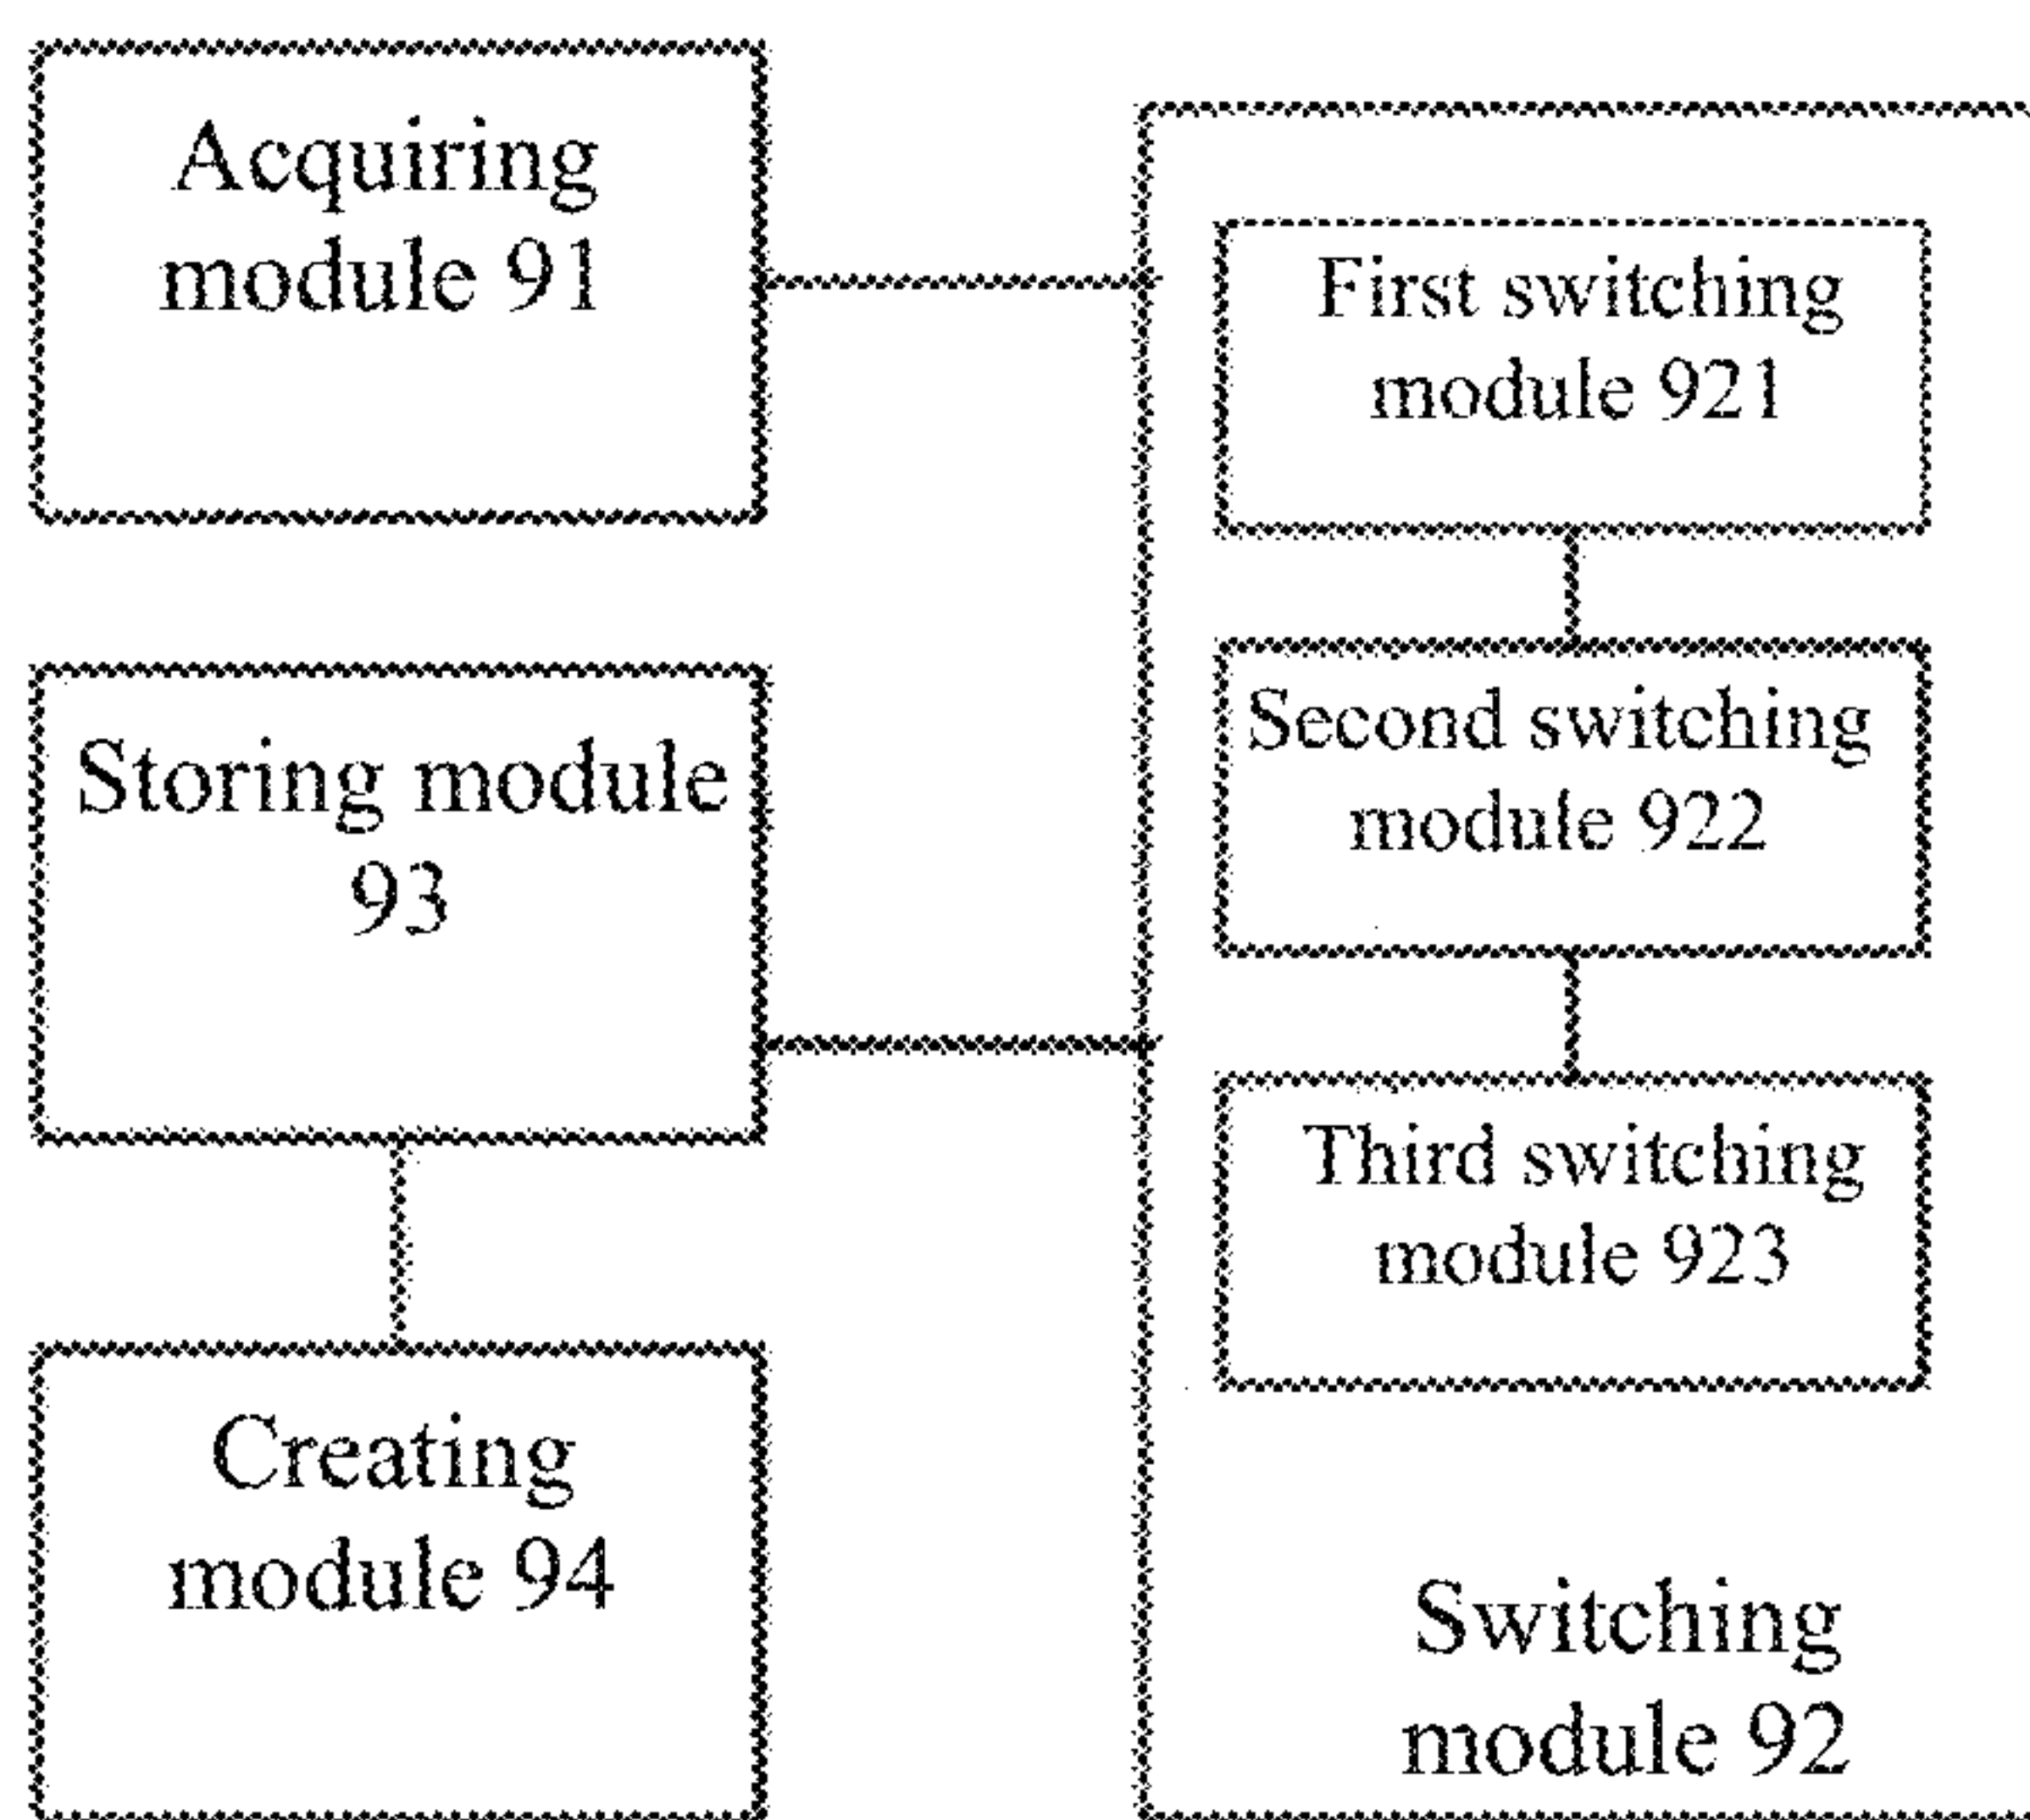 Acquiring
module 91
First switching
module 921
Second switching
module 922
Storing module
93
Third switching
module 923
Creating
module 94
Switching
module 92